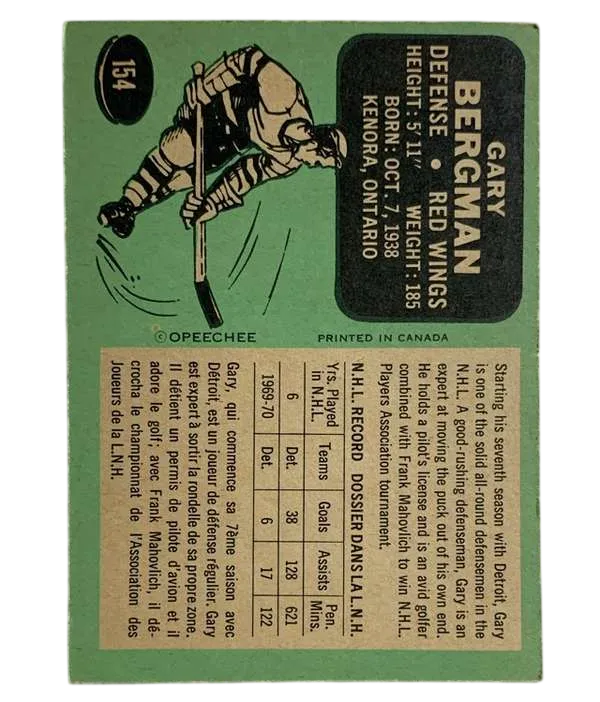 154
GARY
BERGMAN
DEFENSE • RED WINGS
HEIGHT: 5' 11" WEIGHT: 185
BORN: OCT. 7, 1938
KENORA, ONTARIO
© OPEECHEE
PRINTED IN CANADA
Starting his seventh season with Detroit, Gary
is one of the solid all-round defensemen in the
N.H.L. A good-rushing defenseman, Gary is an
expert at moving the puck out of his own end.
He holds a pilot's license and is an avid golfer
combined with Frank Mahovlich to win N.H.L.
Players Association tournament.
N.H.L. RECORD DOSSIER DANS LA L.N.H.
Yrs. Played in N.H.L. Teams Goals Assists Pen. Mins.
6 Det. 38 128 621
1969-70 Det. 6 17 122
Gary, qui commence sa 7ème saison avec
Détroit, est un joueur de défense régulier. Gary
est expert à sortir la rondelle de sa propre zone.
Il détient un permis de pilote d'avion et il
adore le golf; avec Frank Mahovlich, il dé-
crocha le championnat de l'Association des
Joueurs de la L.N.H.